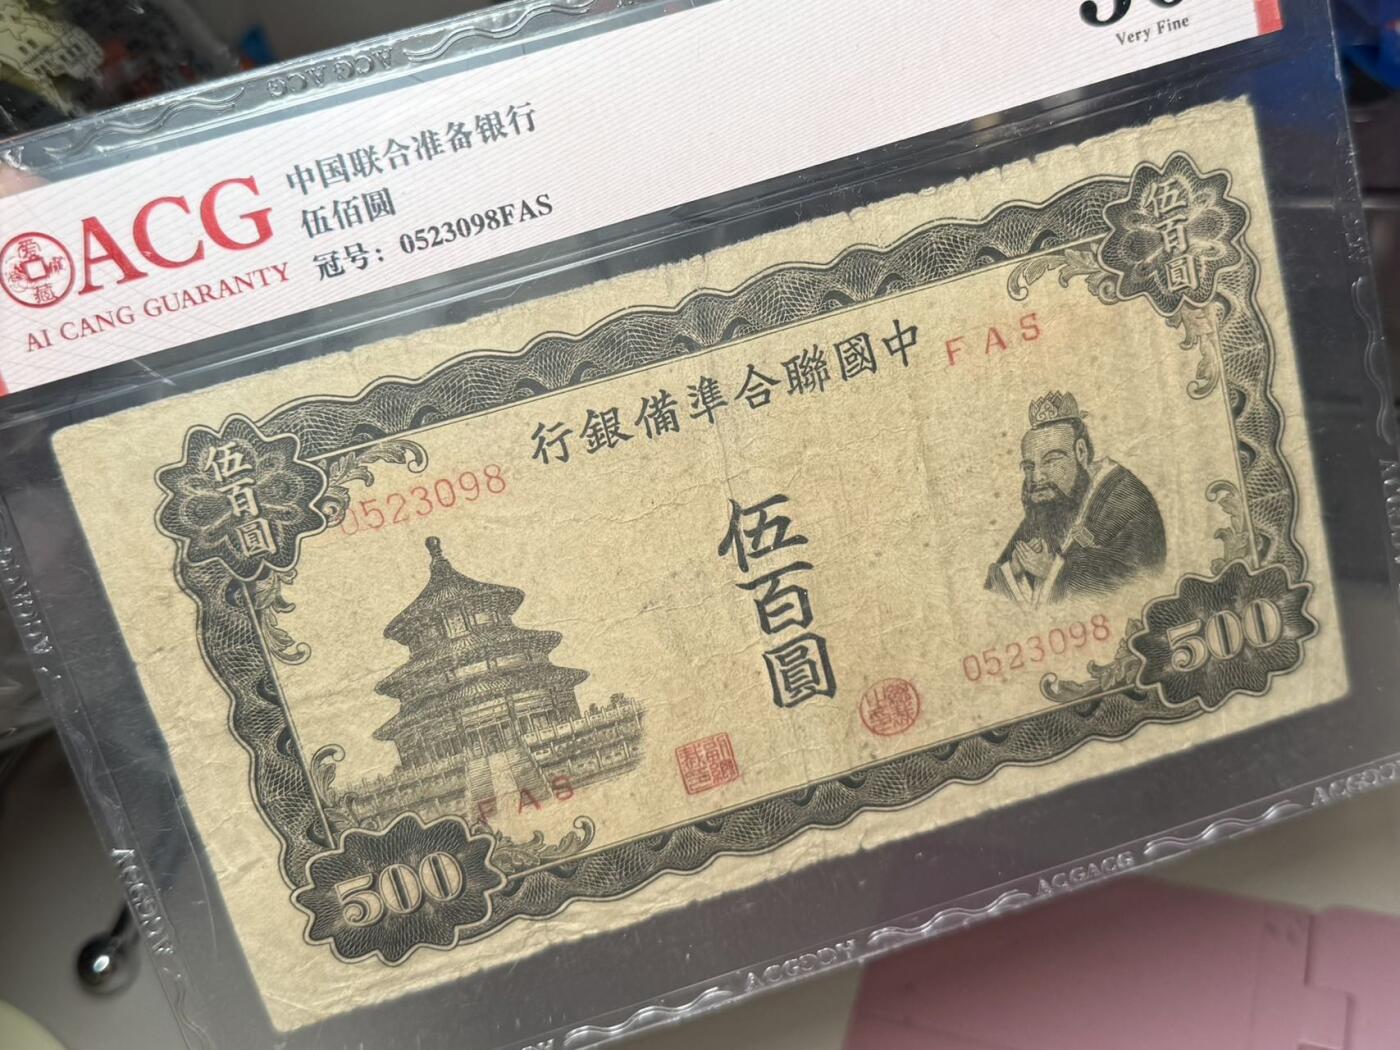 Very Fine
ACG
中国联合准备银行
伍佰圆
冠号：0523098FAS
AI CANG GUARANTY
伍百圓
行銀備準合聯國中
FAS
伍百圓
0523098
伍百圓
0523098
FAS
500
500
ACGACG